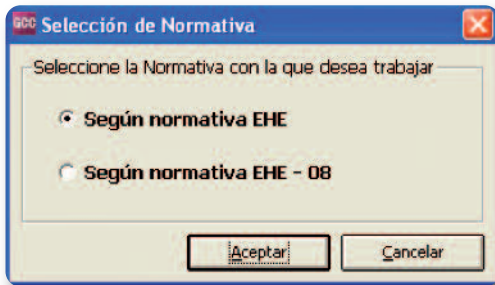 GCC Selección de Normativa
Seleccione la Normativa con la que desea trabajar
Según normativa EHE
Según normativa EHE - 08
Aceptar Cancelar